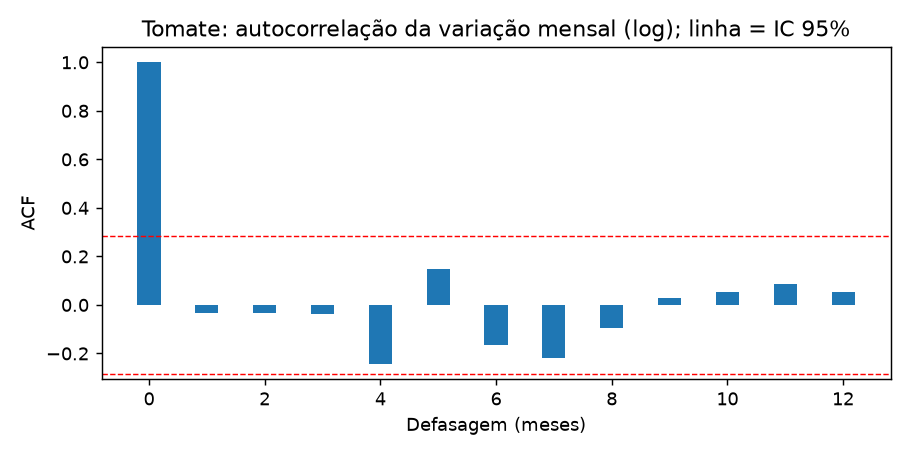 Tomate: autocorrelação da variação mensal (log); linha = IC 95%
1.0
0.8
0.6
0.4
0.2
0.0
−0.2
ACF
0 2 4 6 8 10 12
Defasagem (meses)